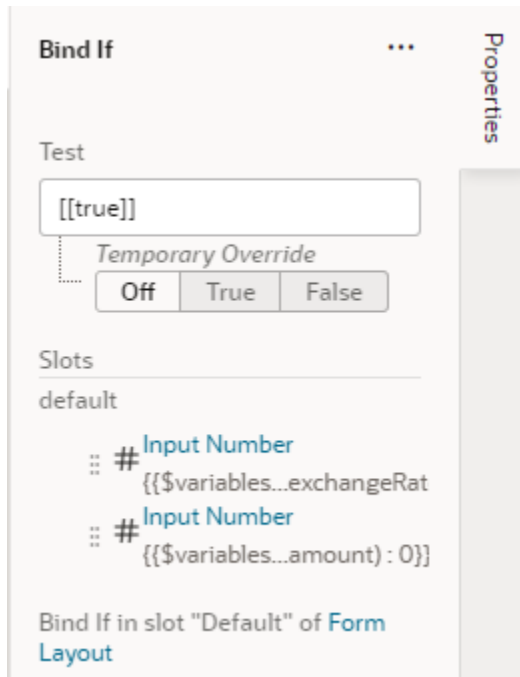 Bind If
...
Properties
Test
[[true]]
Temporary Override
Off True False
Slots
default
# Input Number
{{$variables...exchangeRat
# Input Number
{{$variables...amount) : 0}}
Bind If in slot "Default" of Form
Layout